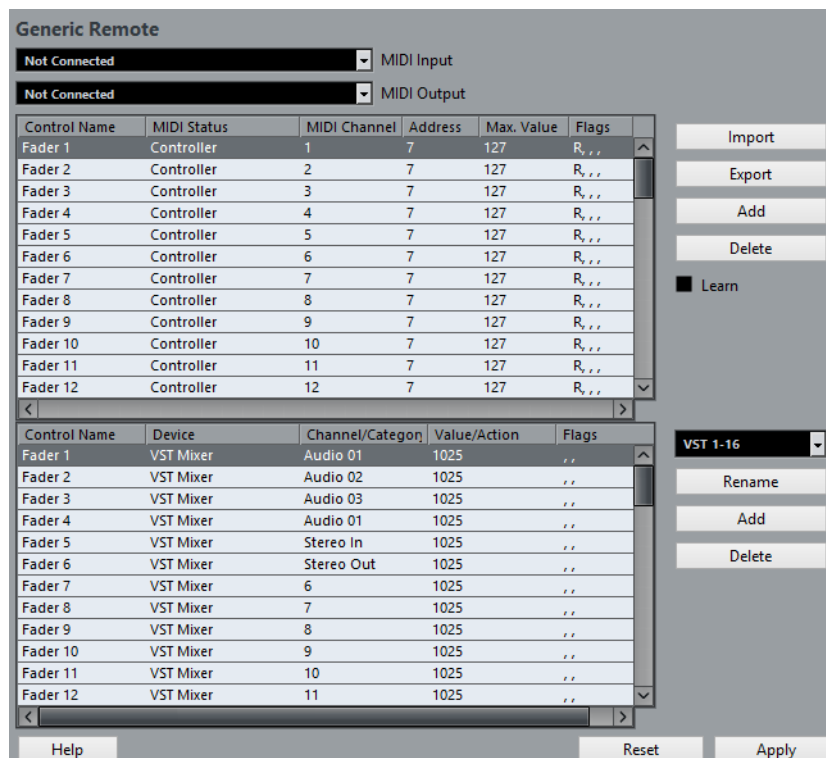 Generic Remote
Not Connected MIDI Input
Not Connected MIDI Output
Control Name MIDI Status MIDI Channel Address Max. Value Flags
Fader 1 Controller 1 7 127 R, , ,
Fader 2 Controller 2 7 127 R, , ,
Fader 3 Controller 3 7 127 R, , ,
Fader 4 Controller 4 7 127 R, , ,
Fader 5 Controller 5 7 127 R, , ,
Fader 6 Controller 6 7 127 R, , ,
Fader 7 Controller 7 7 127 R, , ,
Fader 8 Controller 8 7 127 R, , ,
Fader 9 Controller 9 7 127 R, , ,
Fader 10 Controller 10 7 127 R, , ,
Fader 11 Controller 11 7 127 R, , ,
Fader 12 Controller 12 7 127 R, , ,
Import
Export
Add
Delete
Learn
Control Name Device Channel/Categor Value/Action Flags
Fader 1 VST Mixer Audio 01 1025 , ,
Fader 2 VST Mixer Audio 02 1025 , ,
Fader 3 VST Mixer Audio 03 1025 , ,
Fader 4 VST Mixer Audio 01 1025 , ,
Fader 5 VST Mixer Stereo In 1025 , ,
Fader 6 VST Mixer Stereo Out 1025 , ,
Fader 7 VST Mixer 6 1025 , ,
Fader 8 VST Mixer 7 1025 , ,
Fader 9 VST Mixer 8 1025 , ,
Fader 10 VST Mixer 9 1025 , ,
Fader 11 VST Mixer 10 1025 , ,
Fader 12 VST Mixer 11 1025 , ,
VST 1-16
Rename
Add
Delete
Help Reset Apply